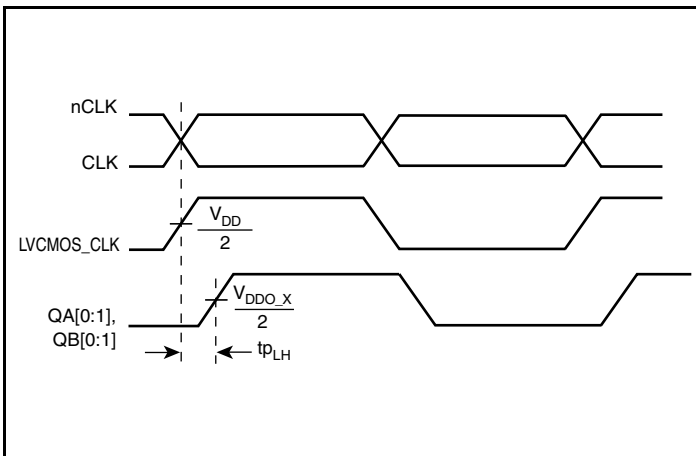 nCLK
CLK
LVCMOS_CLK
V_DD
2
QA[0:1],
QB[0:1]
V_DDO_X
2
tp_LH